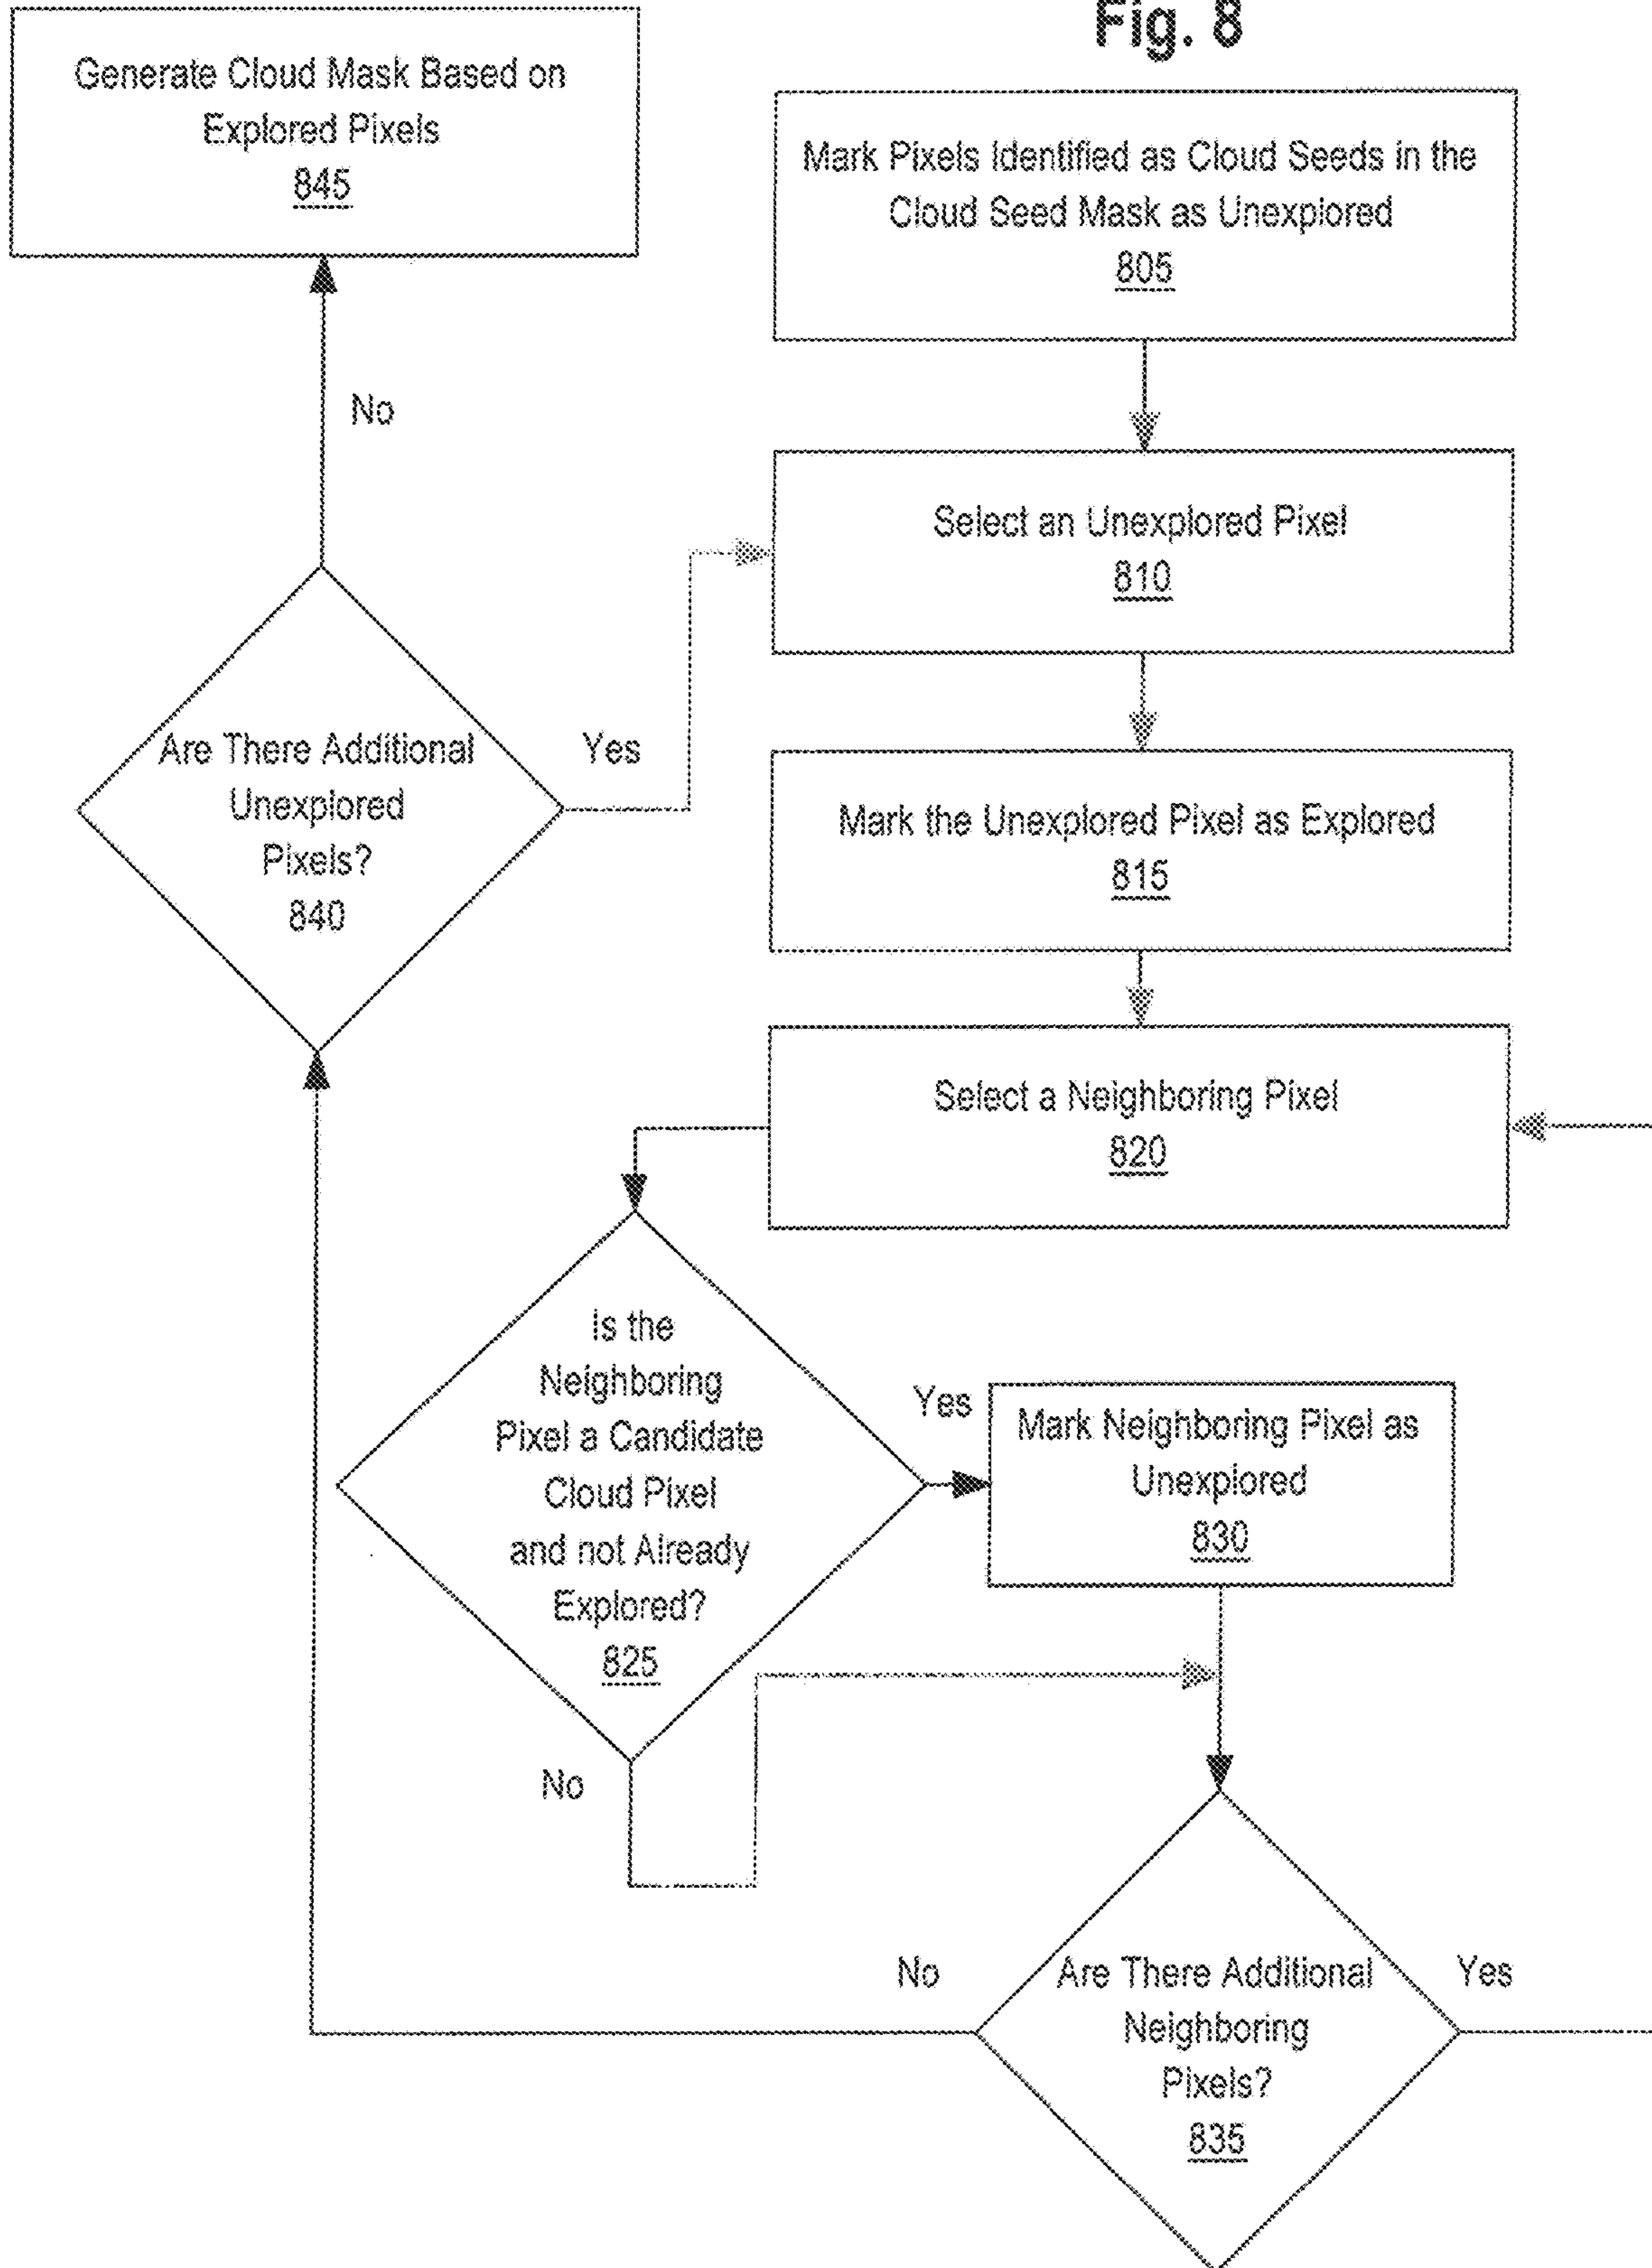 Fig. 8
Generate Cloud Mask Based on
Explored Pixels
845
Mark Pixels Identified as Cloud Seeds in the
Cloud Seed Mask as Unexplored
805
No
Select an Unexplored Pixel
810
Are There Additional
Unexplored
Pixels?
840
Yes
Mark the Unexplored Pixel as Explored
815
Select a Neighboring Pixel
820
Is the
Neighboring
Pixel a Candidate
Cloud Pixel
and not Already
Explored?
825
Yes
Mark Neighboring Pixel as
Unexplored
830
No
No
Are There Additional
Neighboring
Pixels?
835
Yes